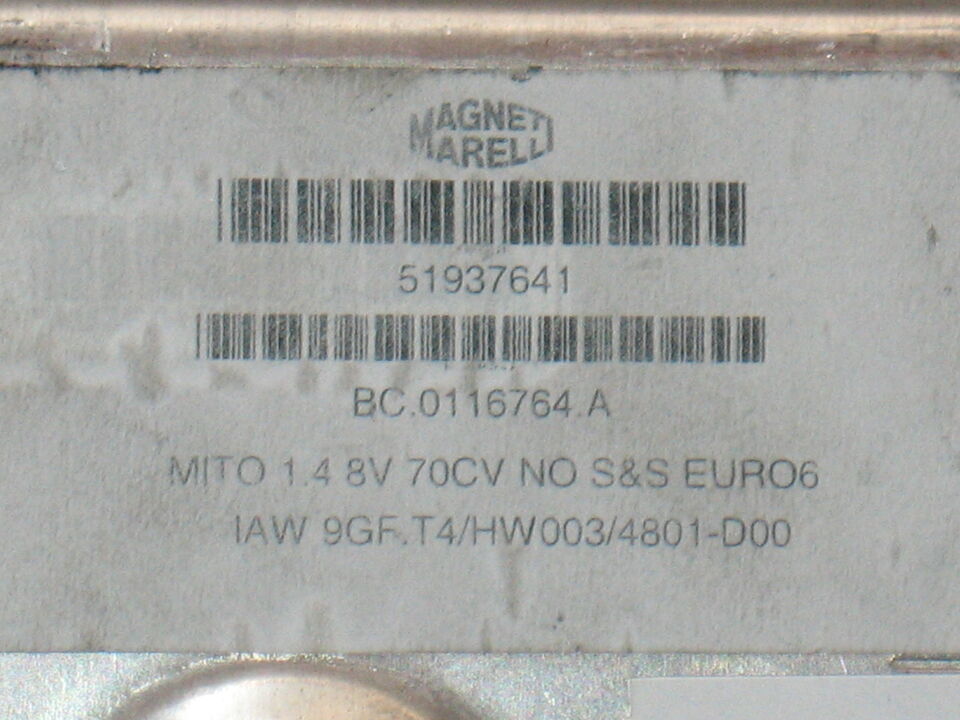 MAGNETI
MARELLI
51937641
BC.0116764.A
MITO 1.4 8V 70CV NO S&S EURO6
IAW 9GF.T4/HW003/4801-D00